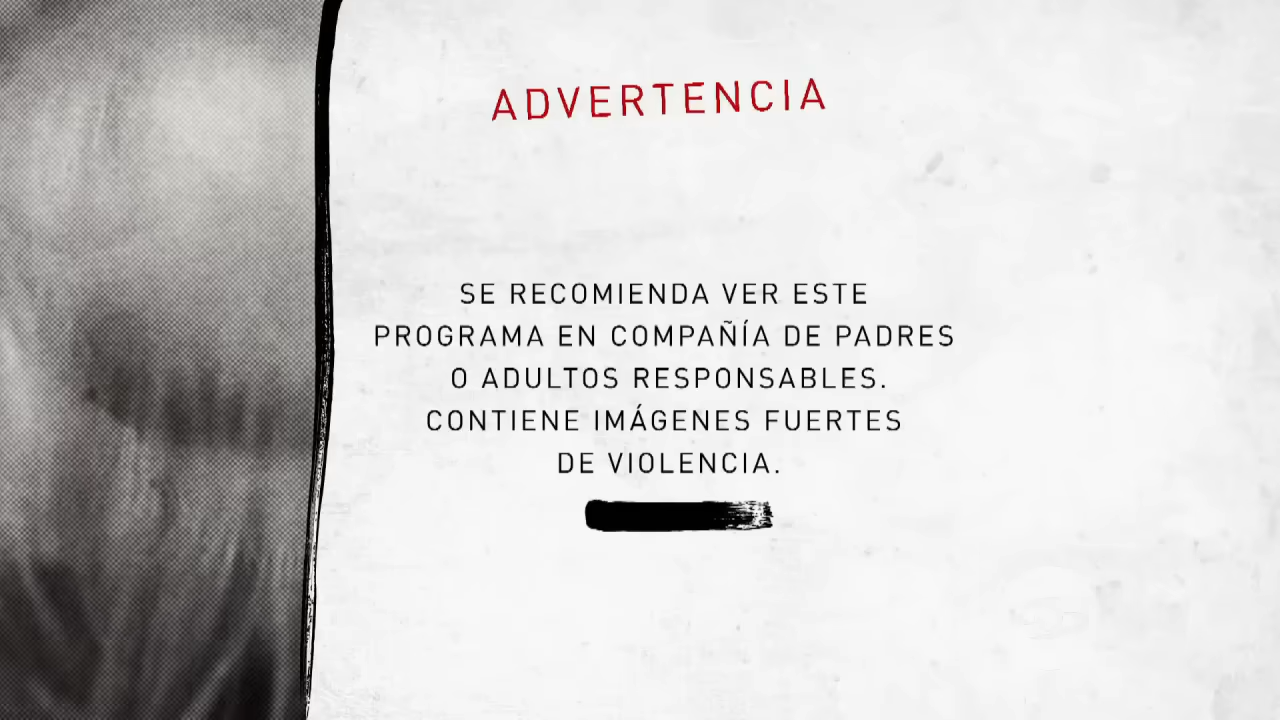 ADVERTENCIA
SE RECOMIENDA VER ESTE
PROGRAMA EN COMPAÑÍA DE PADRES
O ADULTOS RESPONSABLES.
CONTIENE IMÁGENES FUERTES
DE VIOLENCIA.